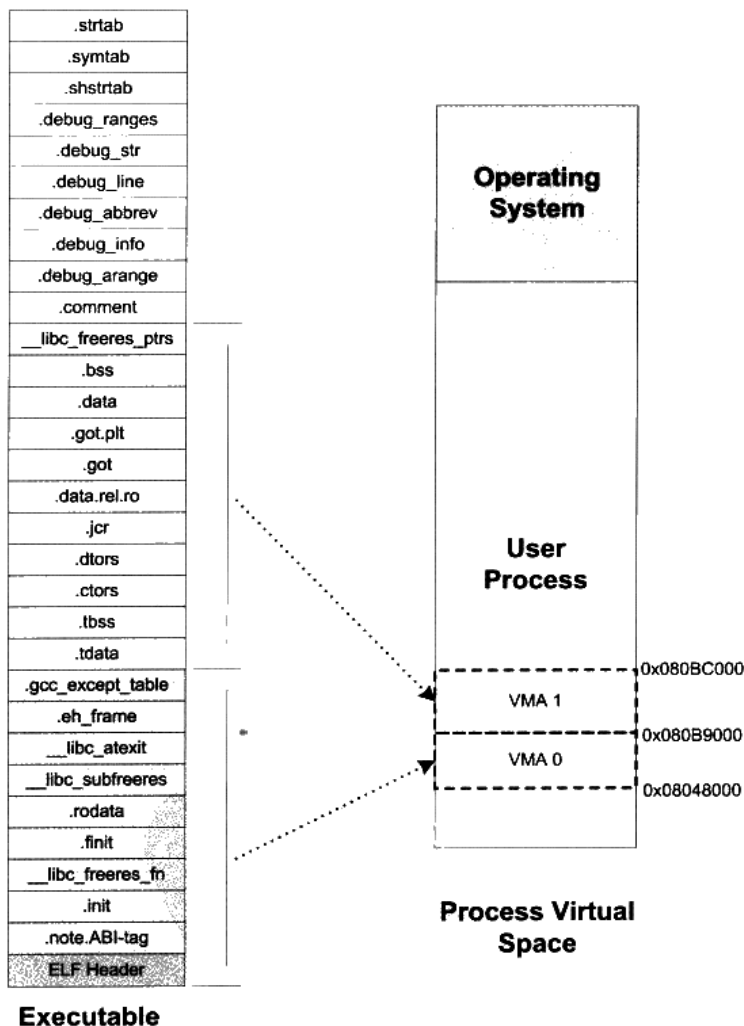 .strtab
.symtab
.shstrtab
.debug_ranges
.debug_str
.debug_line
.debug_abbrev
.debug_info
.debug_arange
.comment
__libc_freeres_ptrs
.bss
.data
.got.plt
.got
.data.rel.ro
.jcr
.dtors
.ctors
.tbss
.tdata
.gcc_except_table
.eh_frame
__libc_atexit
__libc_subfreeres
.rodata
.finit
__libc_freeres_fn
.init
.note.ABI-tag
ELF Header
Executable
Operating
System
User
Process
0x080BC000
VMA 1
0x080B9000
VMA 0
0x08048000
Process Virtual
Space